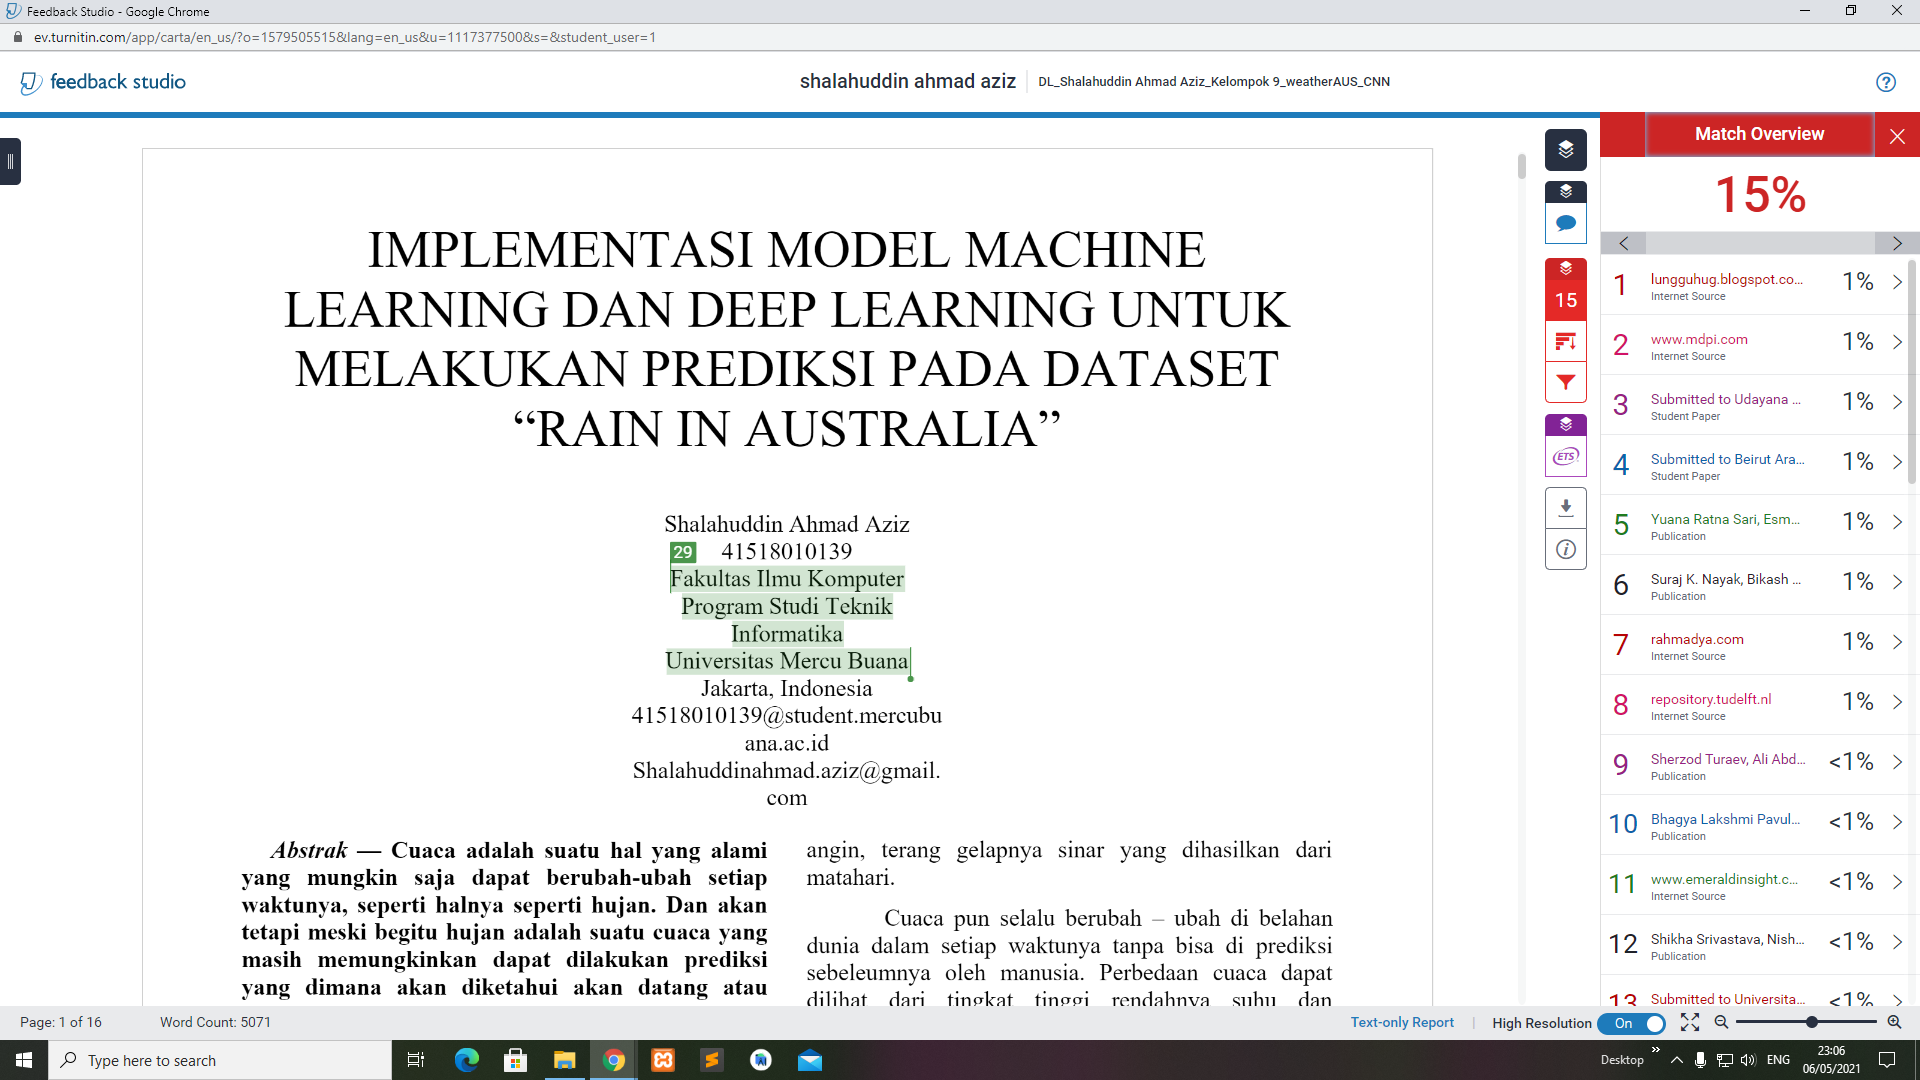 Feedback Studio - Google Chrome
ev.turnitin.com/app/carta/en_us/?o=1579505515&lang=en_us&u=1117377500&s=&student_user=1
feedback studio
shalahuddin ahmad aziz
DL_Shalahuddin Ahmad Aziz_Kelompok 9_weatherAUS_CNN
IMPLEMENTASI MODEL MACHINE
LEARNING DAN DEEP LEARNING UNTUK
MELAKUKAN PREDIKSI PADA DATASET
“RAIN IN AUSTRALIA”
Shalahuddin Ahmad Aziz
29 41518010139
Fakultas Ilmu Komputer
Program Studi Teknik
Informatika
Universitas Mercu Buana
Jakarta, Indonesia
41518010139@student.mercubu
ana.ac.id
Shalahuddinahmad.aziz@gmail.
com
Abstrak — Cuaca adalah suatu hal yang alami
yang mungkin saja dapat berubah-ubah setiap
waktunya, seperti halnya seperti hujan. Dan akan
tetapi meski begitu hujan adalah suatu cuaca yang
masih memungkinkan dapat dilakukan prediksi
yang dimana akan diketahui akan datang atau
angin, terang gelapnya sinar yang dihasilkan dari
matahari.
Cuaca pun selalu berubah – ubah di belahan
dunia dalam setiap waktunya tanpa bisa di prediksi
sebeleumnya oleh manusia. Perbedaan cuaca dapat
dilihat dari tingkat tinggi rendahnya suhu dan
15
ETS
Match Overview
15%
1 lungguhug.blogspot.co... 1%
Internet Source
2 www.mdpi.com 1%
Internet Source
3 Submitted to Udayana ... 1%
Student Paper
4 Submitted to Beirut Ara... 1%
Student Paper
5 Yuana Ratna Sari, Esm... 1%
Publication
6 Suraj K. Nayak, Bikash ... 1%
Publication
7 rahmadya.com 1%
Internet Source
8 repository.tudelft.nl 1%
Internet Source
9 Sherzod Turaev, Ali Abd... <1%
Publication
10 Bhagya Lakshmi Pavul... <1%
Publication
11 www.emeraldinsight.c... <1%
Internet Source
12 Shikha Srivastava, Nish... <1%
Publication
13 Submitted to Universita... <1%
Page: 1 of 16
Word Count: 5071
Text-only Report
High Resolution
On
Type here to search
Desktop
ENG
23:06
06/05/2021